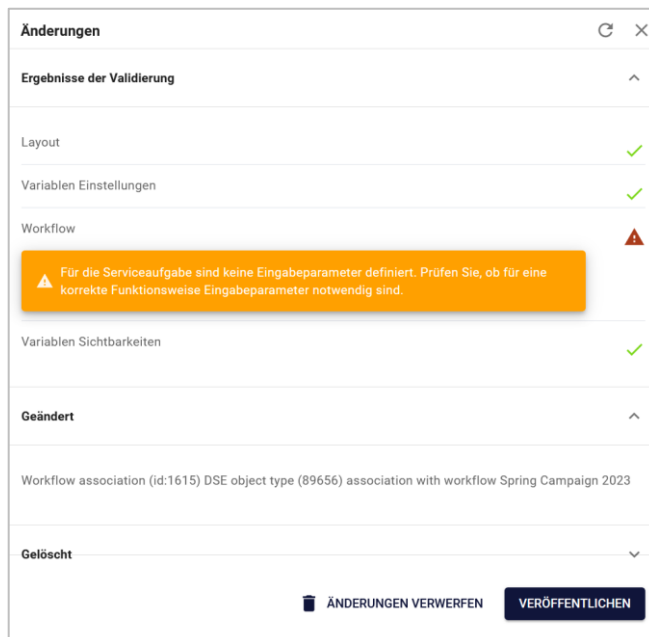 Änderungen
Ergebnisse der Validierung
Layout
Variablen Einstellungen
Workflow
Für die Serviceaufgabe sind keine Eingabeparameter definiert. Prüfen Sie, ob für eine
korrekte Funktionsweise Eingabeparameter notwendig sind.
Variablen Sichtbarkeiten
Geändert
Workflow association (id:1615) DSE object type (89656) association with workflow Spring Campaign 2023
Gelöscht
ÄNDERUNGEN VERWERFEN
VERÖFFENTLICHEN